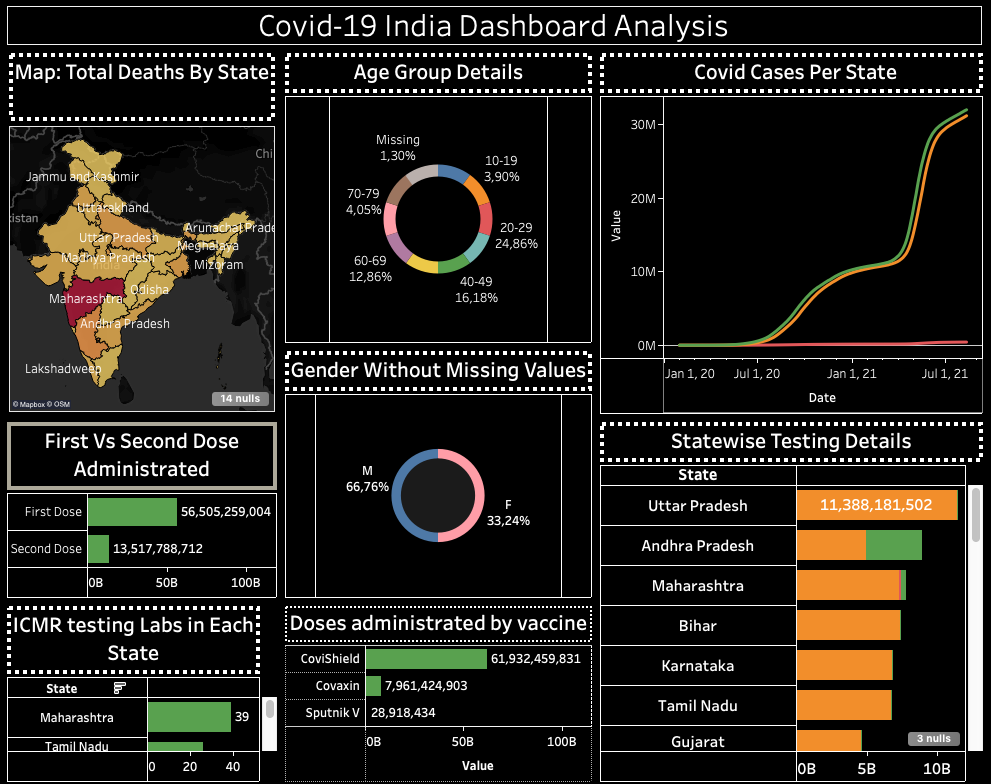 Covid-19 India Dashboard Analysis
Map: Total Deaths By State
Chi
Jammu and Kashmir
istan
Uttarakhand
Arunachal Prade
Uttar Pradesh
Meghalaya
Madhya Pradesh
India
Mizoram
Odisha
Maharashtra
Andhra Pradesh
Lakshadweep
14 nulls
© Mapbox © OSM
First Vs Second Dose
Administrated
First Dose
56,505,259,004
Second Dose
13,517,788,712
0B
50B
100B
ICMR testing Labs in Each
State
State
Maharashtra
39
Tamil Nadu
0
20
40
Age Group Details
Missing
1,30%
10-19
3,90%
70-79
4,05%
20-29
24,86%
60-69
12,86%
40-49
16,18%
Gender Without Missing Values
M
66,76%
F
33,24%
Doses administrated by vaccine
CoviShield
61,932,459,831
Covaxin
7,961,424,903
Sputnik V
28,918,434
0B
50B
100B
Value
Covid Cases Per State
30M
20M
10M
0M
Value
Jan 1, 20
Jul 1, 20
Jan 1, 21
Jul 1, 21
Date
Statewise Testing Details
State
Uttar Pradesh
11,388,181,502
Andhra Pradesh
Maharashtra
Bihar
Karnataka
Tamil Nadu
Gujarat
3 nulls
0B
5B
10B